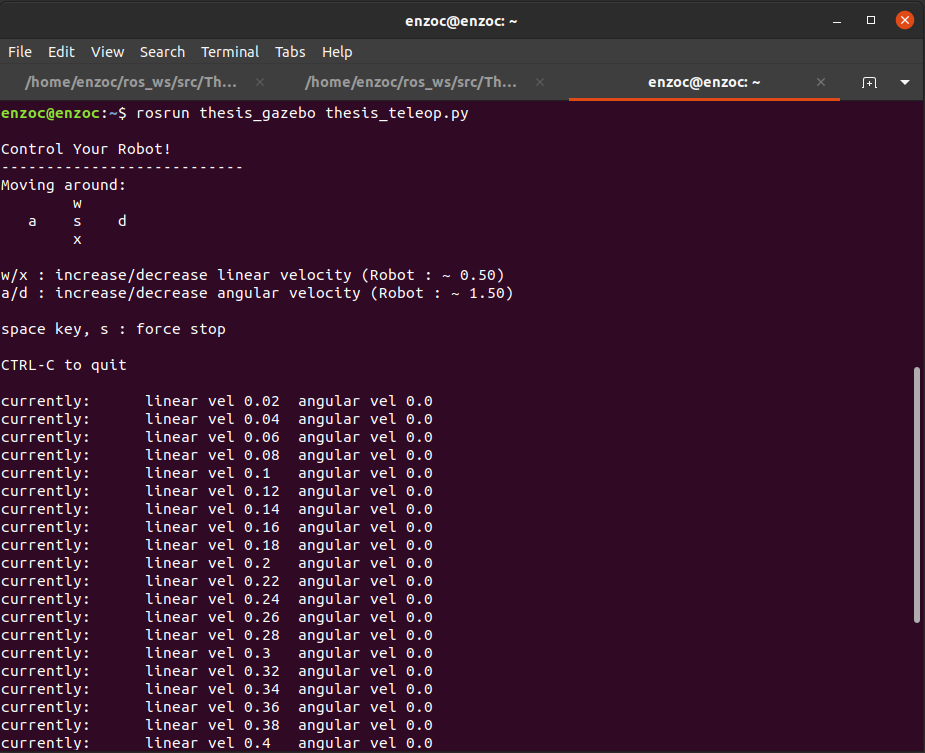 enzoc@enzoc: ~
File Edit View Search Terminal Tabs Help
/home/enzoc/ros_ws/src/Th... /home/enzoc/ros_ws/src/Th... enzoc@enzoc: ~
enzoc@enzoc:~$ rosrun thesis_gazebo thesis_teleop.py
Control Your Robot!
---------------------------
Moving around:
w
a s d
x
w/x : increase/decrease linear velocity (Robot : ~ 0.50)
a/d : increase/decrease angular velocity (Robot : ~ 1.50)
space key, s : force stop
CTRL-C to quit
currently: linear vel 0.02 angular vel 0.0
currently: linear vel 0.04 angular vel 0.0
currently: linear vel 0.06 angular vel 0.0
currently: linear vel 0.08 angular vel 0.0
currently: linear vel 0.1 angular vel 0.0
currently: linear vel 0.12 angular vel 0.0
currently: linear vel 0.14 angular vel 0.0
currently: linear vel 0.16 angular vel 0.0
currently: linear vel 0.18 angular vel 0.0
currently: linear vel 0.2 angular vel 0.0
currently: linear vel 0.22 angular vel 0.0
currently: linear vel 0.24 angular vel 0.0
currently: linear vel 0.26 angular vel 0.0
currently: linear vel 0.28 angular vel 0.0
currently: linear vel 0.3 angular vel 0.0
currently: linear vel 0.32 angular vel 0.0
currently: linear vel 0.34 angular vel 0.0
currently: linear vel 0.36 angular vel 0.0
currently: linear vel 0.38 angular vel 0.0
currently: linear vel 0.4 angular vel 0.0